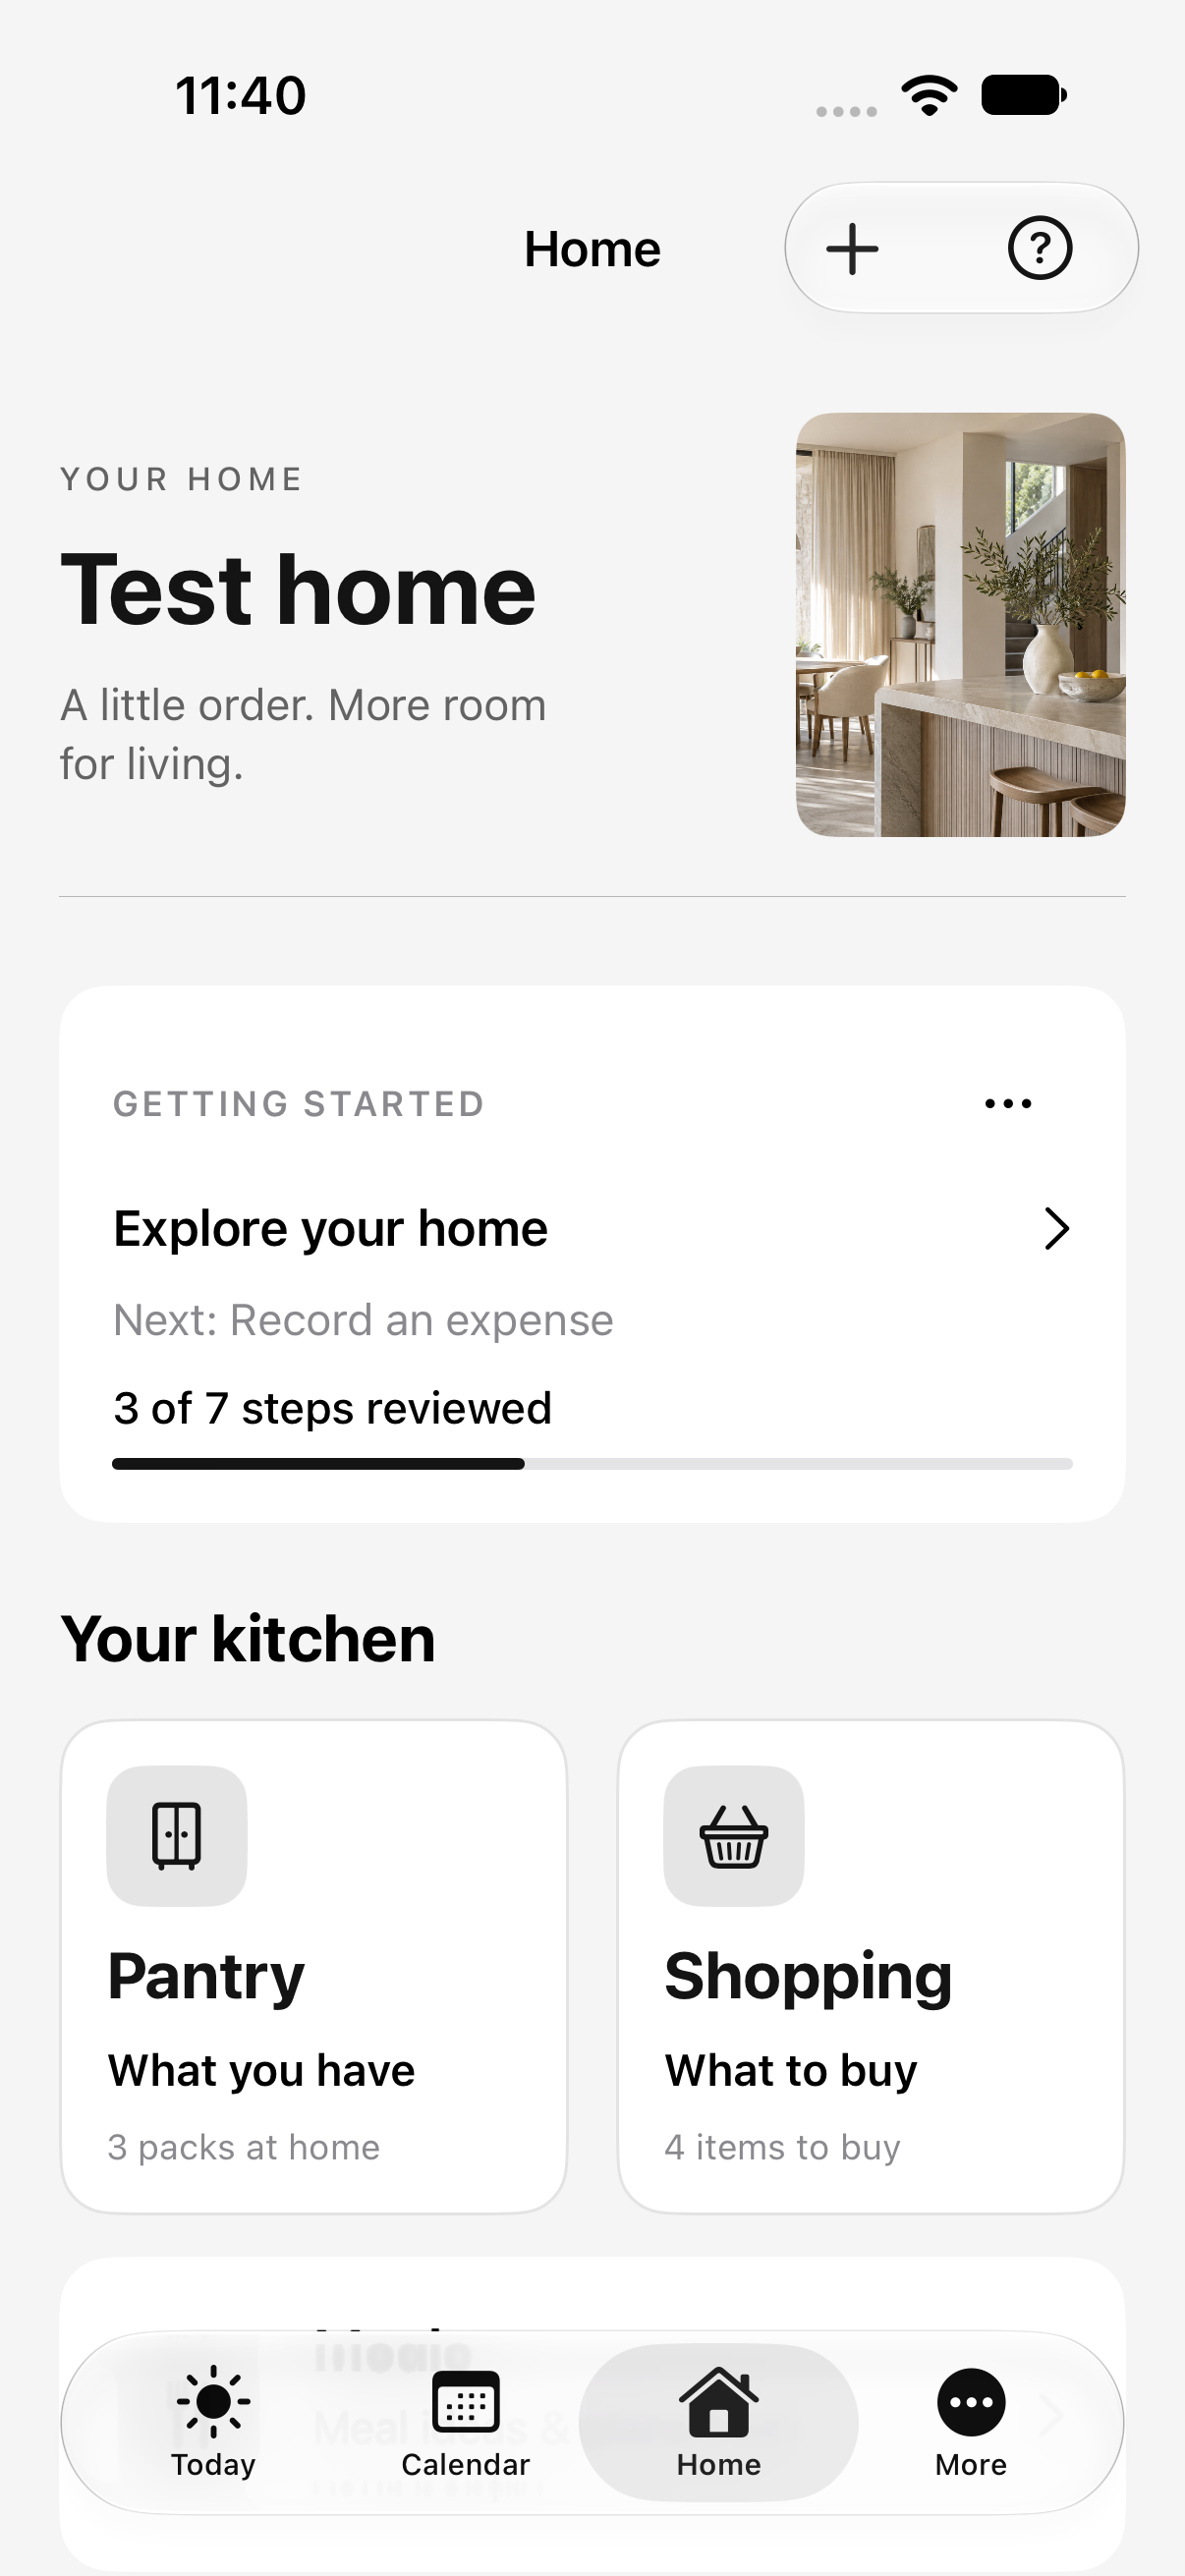 11:40
Home
YOUR HOME
Test home
A little order. More room
for living.
GETTING STARTED
Explore your home
Next: Record an expense
3 of 7 steps reviewed
Your kitchen
Pantry
What you have
3 packs at home
Shopping
What to buy
4 items to buy
Meal ideas &
Today
Calendar
Home
More